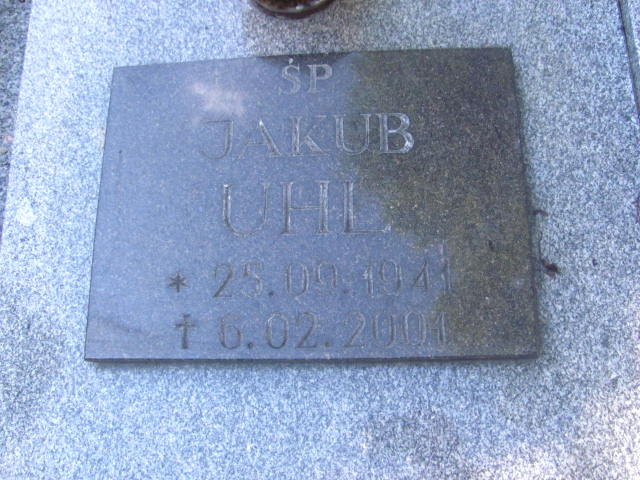 ŚP
JAKUB
UHL
* 25.09.1941
† 6.02.2001